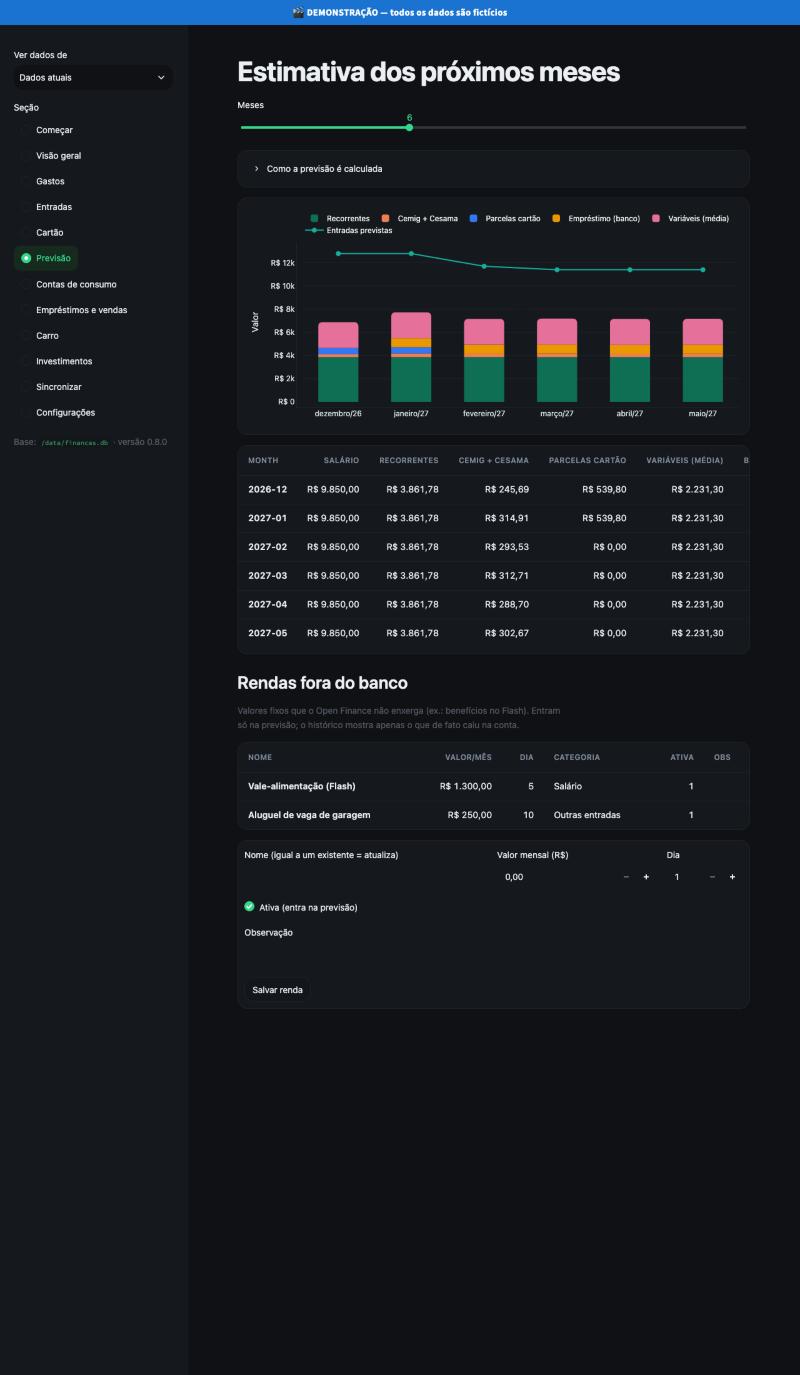 🎬 DEMONSTRAÇÃO — todos os dados são fictícios
Ver dados de
Dados atuais
Seção
Começar
Visão geral
Gastos
Entradas
Cartão
Previsão
Contas de consumo
Empréstimos e vendas
Carro
Investimentos
Sincronizar
Configurações
Base: /data/financas.db · versão 0.8.0
Estimativa dos próximos meses
Meses
6
Como a previsão é calculada
Recorrentes Cemig + Cesama Parcelas cartão Empréstimo (banco) Variáveis (média)
Entradas previstas
Valor
R$ 12k
R$ 10k
R$ 8k
R$ 6k
R$ 4k
R$ 2k
R$ 0
dezembro/26 janeiro/27 fevereiro/27 março/27 abril/27 maio/27
MONTH SALÁRIO RECORRENTES CEMIG + CESAMA PARCELAS CARTÃO VARIÁVEIS (MÉDIA) B
2026-12 R$ 9.850,00 R$ 3.861,78 R$ 245,69 R$ 539,80 R$ 2.231,30
2027-01 R$ 9.850,00 R$ 3.861,78 R$ 314,91 R$ 539,80 R$ 2.231,30
2027-02 R$ 9.850,00 R$ 3.861,78 R$ 293,53 R$ 0,00 R$ 2.231,30
2027-03 R$ 9.850,00 R$ 3.861,78 R$ 312,71 R$ 0,00 R$ 2.231,30
2027-04 R$ 9.850,00 R$ 3.861,78 R$ 288,70 R$ 0,00 R$ 2.231,30
2027-05 R$ 9.850,00 R$ 3.861,78 R$ 302,67 R$ 0,00 R$ 2.231,30
Rendas fora do banco
Valores fixos que o Open Finance não enxerga (ex.: benefícios no Flash). Entram
só na previsão; o histórico mostra apenas o que de fato caiu na conta.
NOME VALOR/MÊS DIA CATEGORIA ATIVA OBS
Vale-alimentação (Flash) R$ 1.300,00 5 Salário 1
Aluguel de vaga de garagem R$ 250,00 10 Outras entradas 1
Nome (igual a um existente = atualiza) Valor mensal (R$) Dia
0,00 − + 1 − +
Ativa (entra na previsão)
Observação
Salvar renda